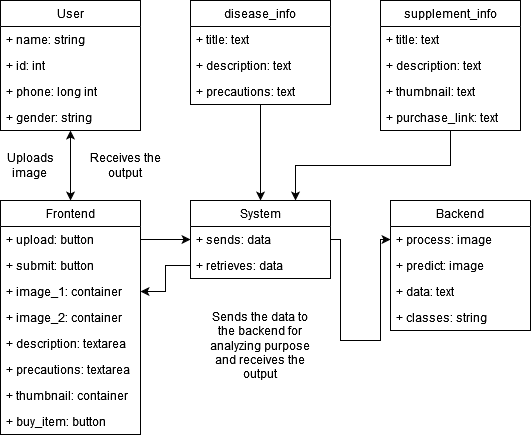 User
+ name: string
+ id: int
+ phone: long int
+ gender: string
disease_info
+ title: text
+ description: text
+ precautions: text
supplement_info
+ title: text
+ description: text
+ thumbnail: text
+ purchase_link: text
Uploads
image
Receives the
output
Frontend
+ upload: button
+ submit: button
+ image_1: container
+ image_2: container
+ description: textarea
+ precautions: textarea
+ thumbnail: container
+ buy_item: button
System
+ sends: data
+ retrieves: data
Sends the data to
the backend for
analyzing purpose
and receives the
output
Backend
+ process: image
+ predict: image
+ data: text
+ classes: string